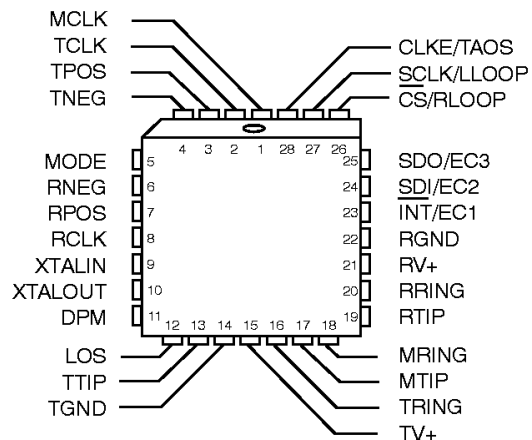 MCLK
TCLK
TPOS
TNEG
CLKE/TAOS
SCLK/LLOOP
CS/RLOOP
4 3 2 1 28 27 26
MODE 5
RNEG 6
RPOS 7
RCLK 8
XTALIN 9
XTALOUT 10
DPM 11
25 SDO/EC3
24 SDI/EC2
23 INT/EC1
22 RGND
21 RV+
20 RRING
19 RTIP
12 13 14 15 16 17 18
LOS
TTIP
TGND
MRING
MTIP
TRING
TV+